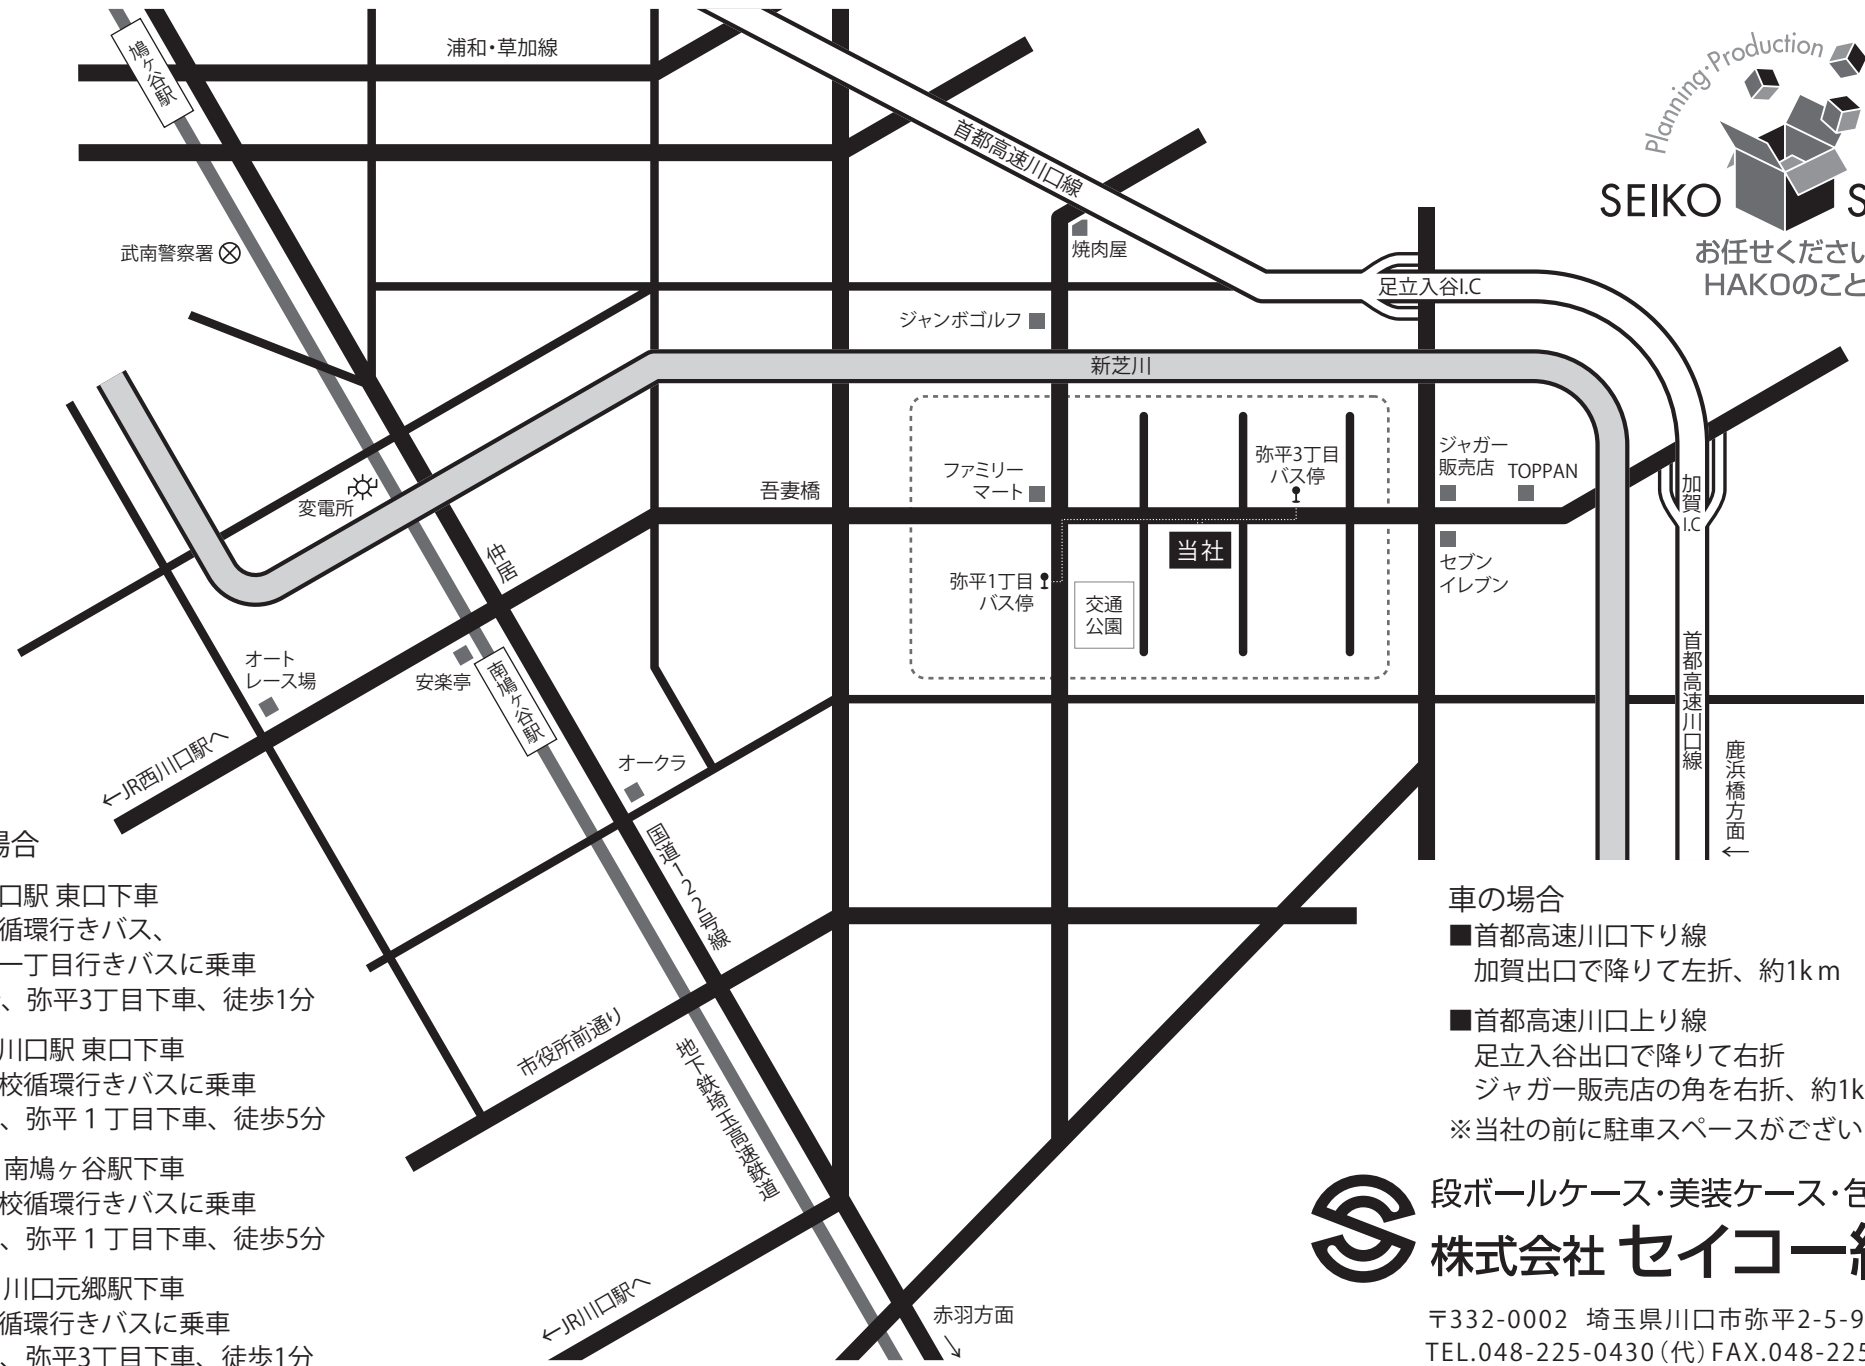 鳩ヶ谷駅
浦和・草加線
首都高速川口線
Planning・Production
SEIKO
お任せください
HAKOのこと
武南警察署
焼肉屋
足立入谷I.C
ジャンボゴルフ
新芝川
ファミリー
マート
弥平3丁目
バス停
ジャガー
販売店
TOPPAN
変電所
吾妻橋
加賀
I.C
仲居
当社
弥平1丁目
バス停
交通
公園
セブン
イレブン
オート
レース場
安楽亭
南鳩ヶ谷駅
首都高速川口線
←JR西川口駅へ
オークラ
鹿浜橋方面
←
国道122号線
市役所前通り
地下鉄埼玉高速鉄道
←JR川口駅へ
赤羽方面
→
場合
口駅 東口下車
循環行きバス、
一丁目行きバスに乗車
、弥平3丁目下車、徒歩1分
川口駅 東口下車
校循環行きバスに乗車
、弥平１丁目下車、徒歩5分
南鳩ヶ谷駅下車
校循環行きバスに乗車
、弥平１丁目下車、徒歩5分
川口元郷駅下車
循環行きバスに乗車
、弥平3丁目下車、徒歩1分
車の場合
■首都高速川口下り線
加賀出口で降りて左折、約1km
■首都高速川口上り線
足立入谷出口で降りて右折
ジャガー販売店の角を右折、約1k
※当社の前に駐車スペースがござい
段ボールケース・美装ケース・包
株式会社 セイコー
〒332-0002 埼玉県川口市弥平2-5-9
TEL.048-225-0430(代)FAX.048-225